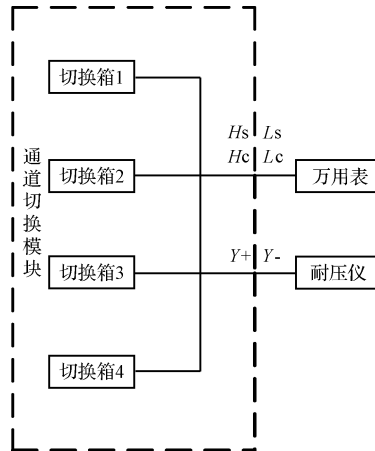 切换箱1
Hs Ls
Hc Lc
切换箱2
万用表
通道切换模块
Y+ Y-
切换箱3
耐压仪
切换箱4